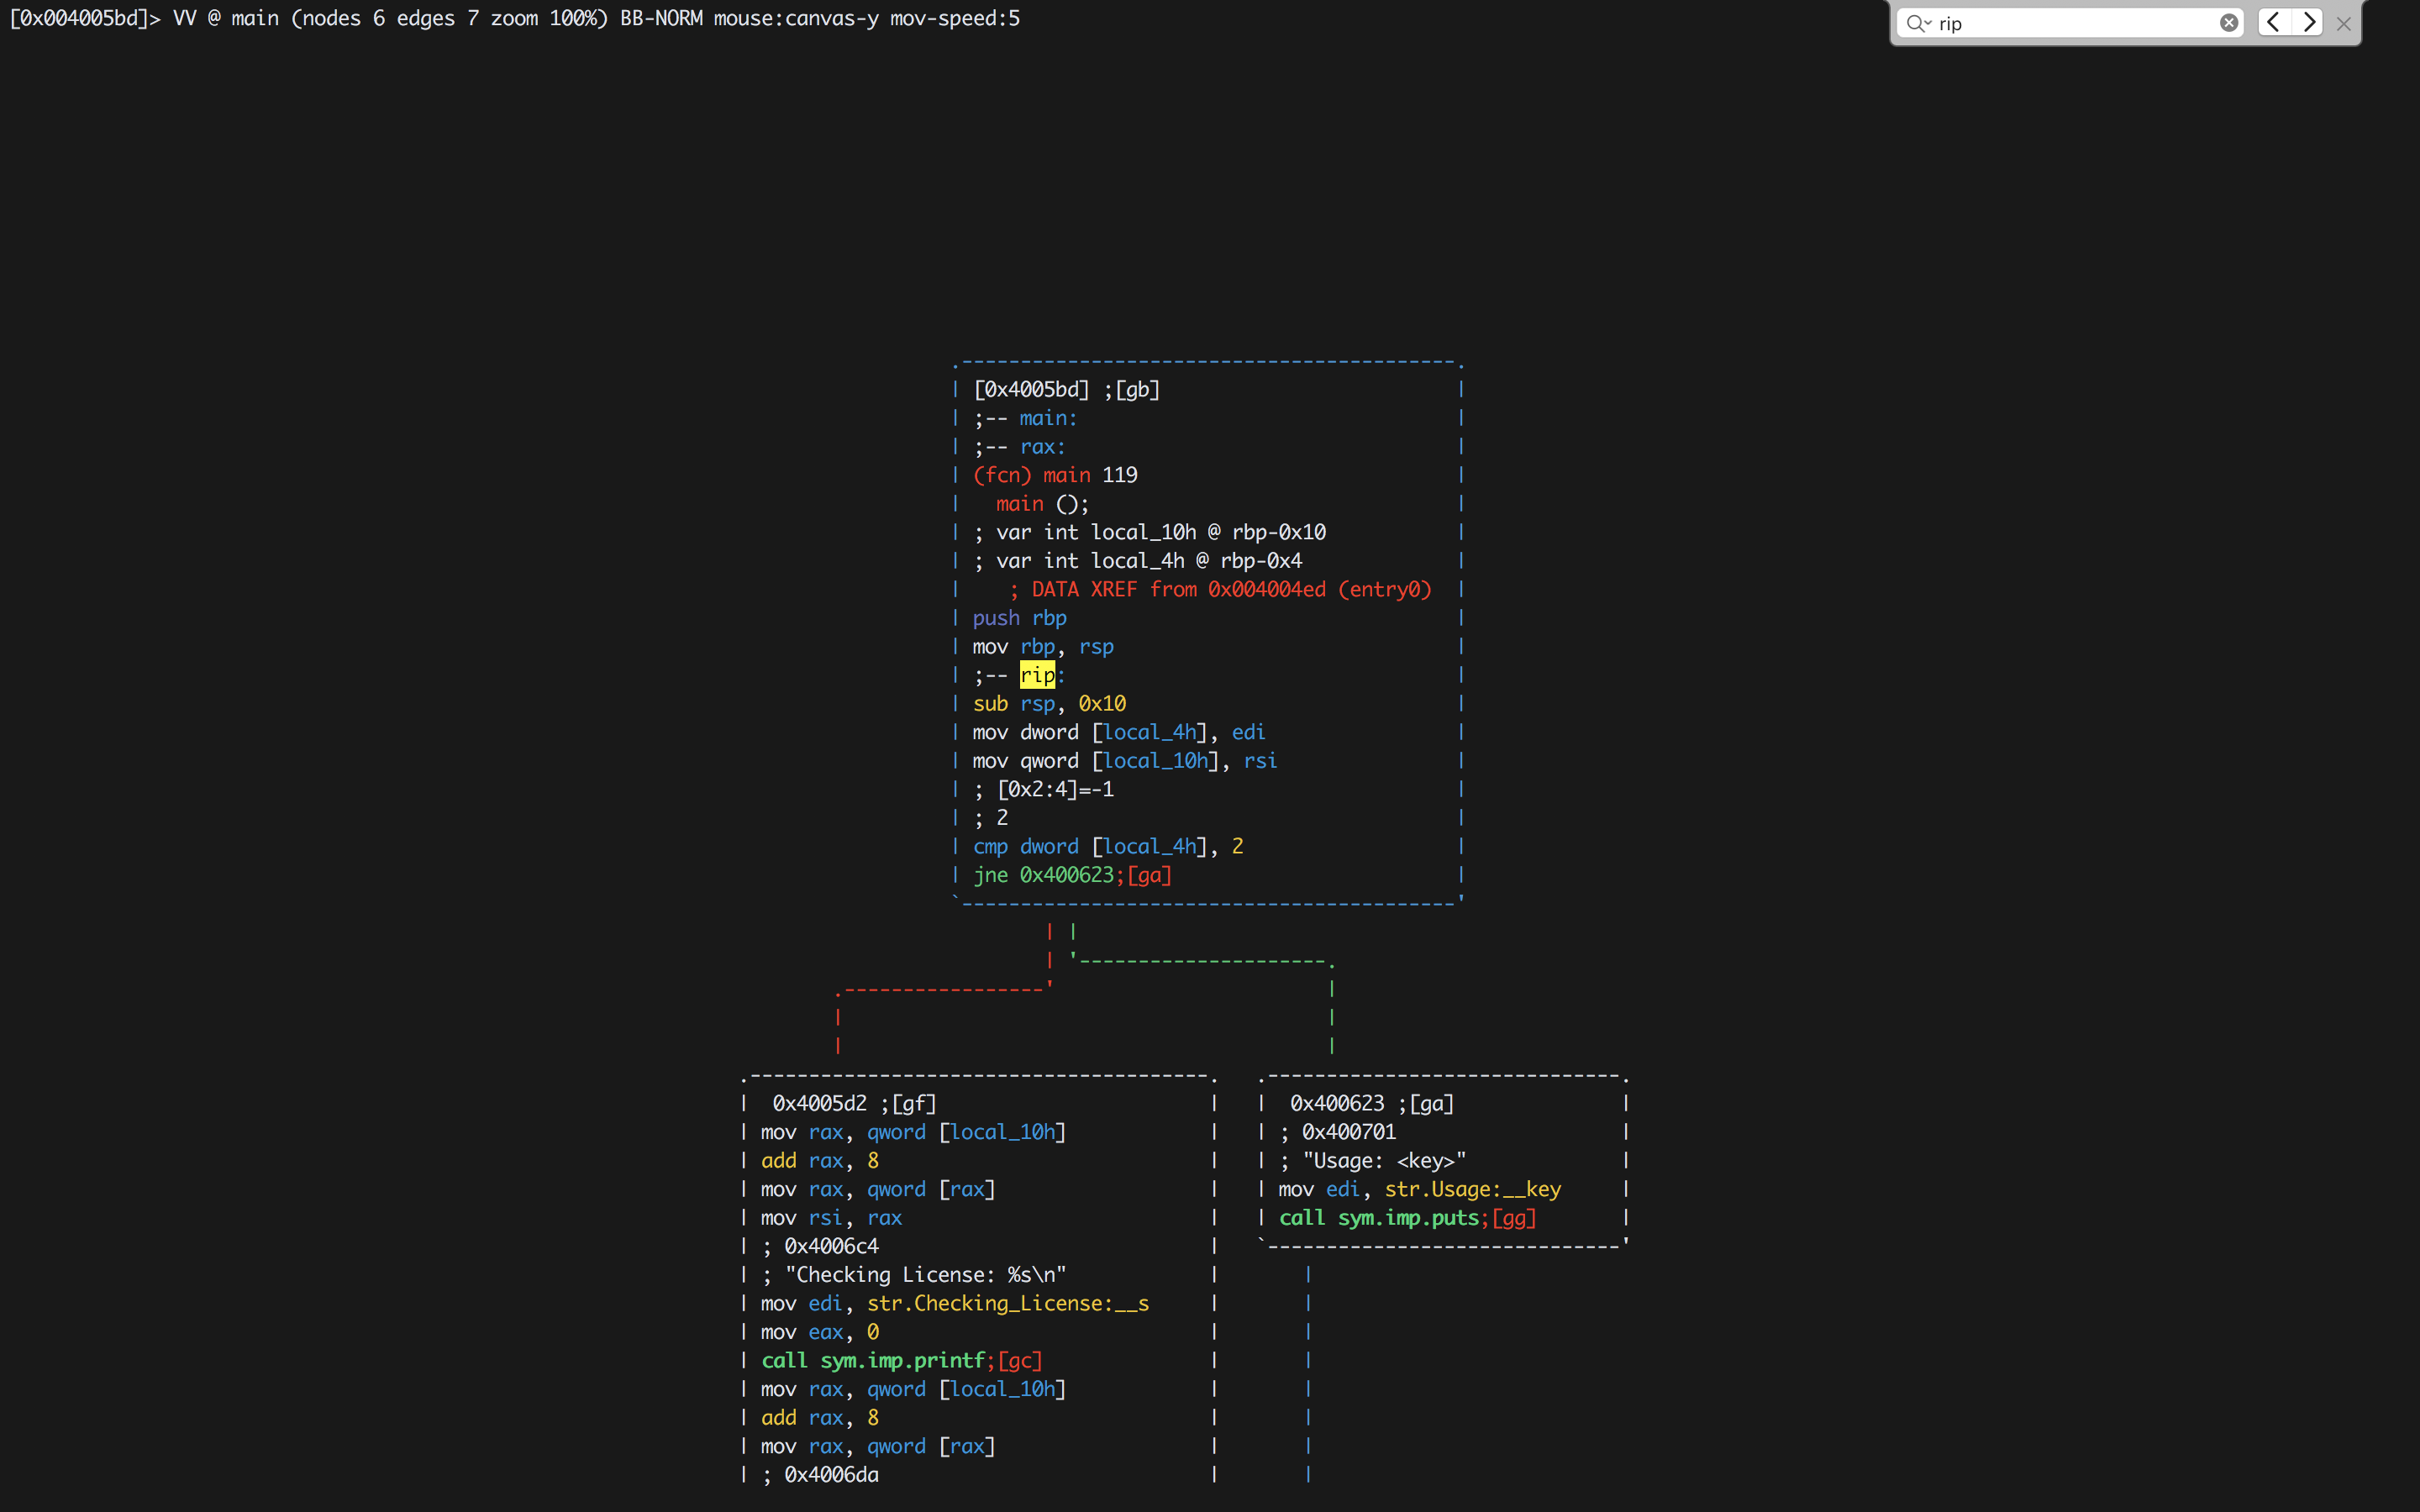 [0x004005bd]> VV @ main (nodes 6 edges 7 zoom 100%) BB-NORM mouse:canvas-y mov-speed:5
rip
[0x4005bd] ;[gb]
;-- main:
;-- rax:
(fcn) main 119
main ();
; var int local_10h @ rbp-0x10
; var int local_4h @ rbp-0x4
; DATA XREF from 0x004004ed (entry0)
push rbp
mov rbp, rsp
;-- rip:
sub rsp, 0x10
mov dword [local_4h], edi
mov qword [local_10h], rsi
; [0x2:4]=-1
; 2
cmp dword [local_4h], 2
jne 0x400623;[ga]
0x4005d2 ;[gf]
mov rax, qword [local_10h]
add rax, 8
mov rax, qword [rax]
mov rsi, rax
; 0x4006c4
; "Checking License: %s\n"
mov edi, str.Checking_License:__s
mov eax, 0
call sym.imp.printf;[gc]
mov rax, qword [local_10h]
add rax, 8
mov rax, qword [rax]
; 0x4006da
0x400623 ;[ga]
; 0x400701
; "Usage: <key>"
mov edi, str.Usage:__key
call sym.imp.puts;[gg]